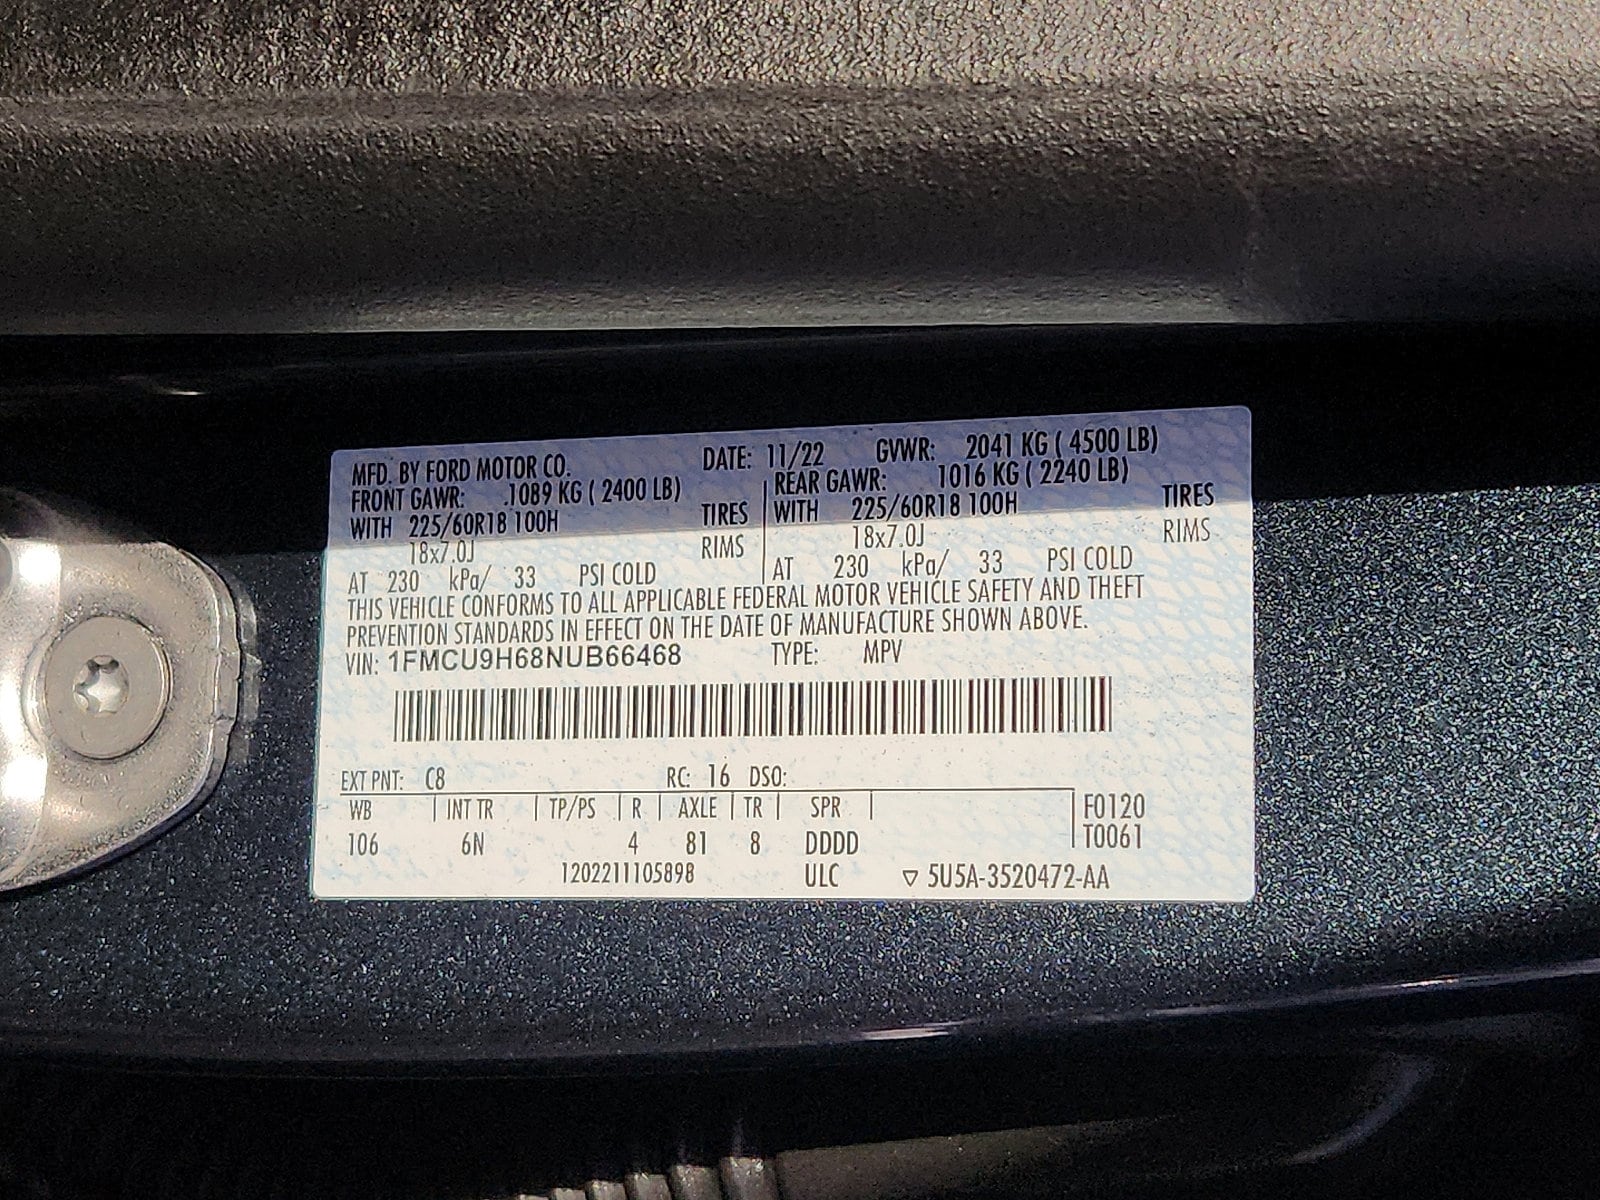 MFD. BY FORD MOTOR CO. DATE: 11/22 GVWR: 2041 KG ( 4500 LB)
FRONT GAWR: .1089 KG ( 2400 LB) REAR GAWR: 1016 KG ( 2240 LB)
WITH 225/60R18 100H TIRES WITH 225/60R18 100H TIRES
18x7.0J RIMS 18x7.0J RIMS
AT 230 kPa/ 33 PSI COLD AT 230 kPa/ 33 PSI COLD
THIS VEHICLE CONFORMS TO ALL APPLICABLE FEDERAL MOTOR VEHICLE SAFETY AND THEFT
PREVENTION STANDARDS IN EFFECT ON THE DATE OF MANUFACTURE SHOWN ABOVE.
VIN: 1FMCU9H68NUB66468 TYPE: MPV
EXT PNT: C8 RC: 16 DSO:
WB | INT TR | TP/PS | R | AXLE | TR | SPR | F0120
106 6N 4 81 8 DDDD T0061
1202211105898 ULC ▽ 5U5A-3520472-AA